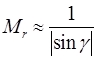 M_r ≈ 1 / |sin γ|